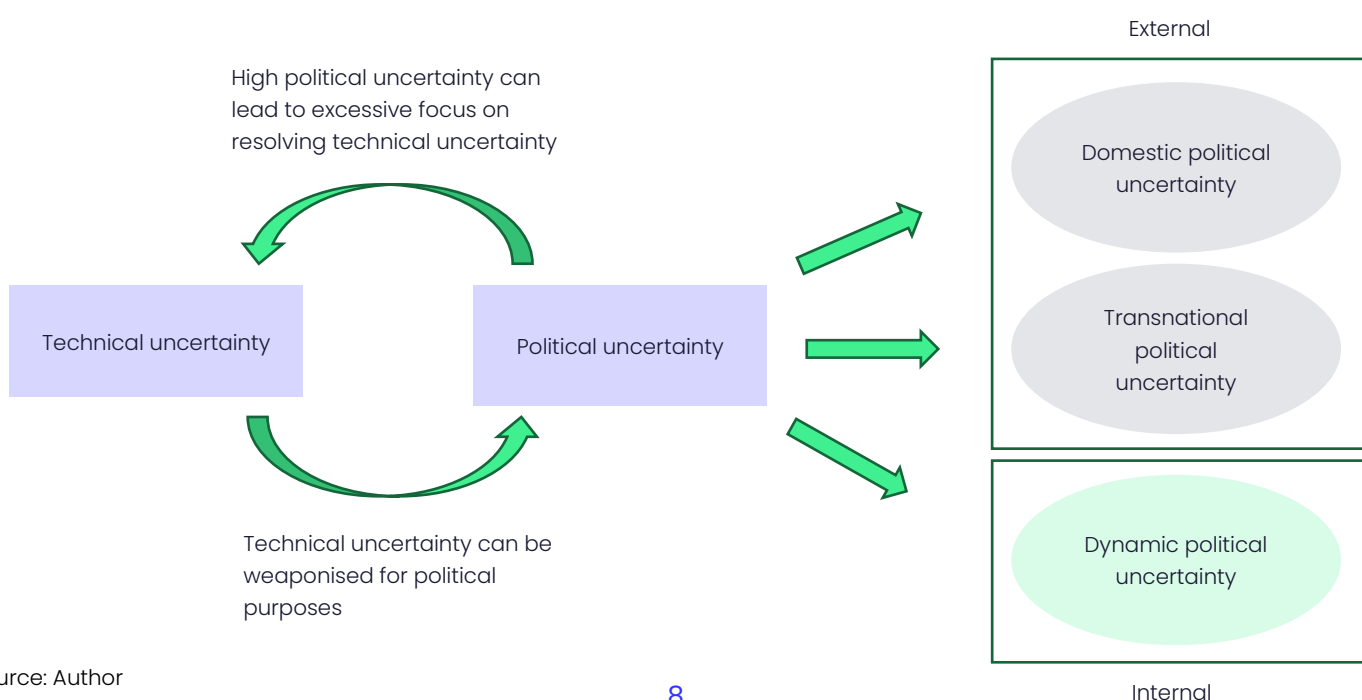 External
High political uncertainty can
lead to excessive focus on
resolving technical uncertainty
Domestic political
uncertainty
Technical uncertainty
Political uncertainty
Transnational
political
uncertainty
Technical uncertainty can be
weaponised for political
purposes
Dynamic political
uncertainty
urce: Author
8
Internal